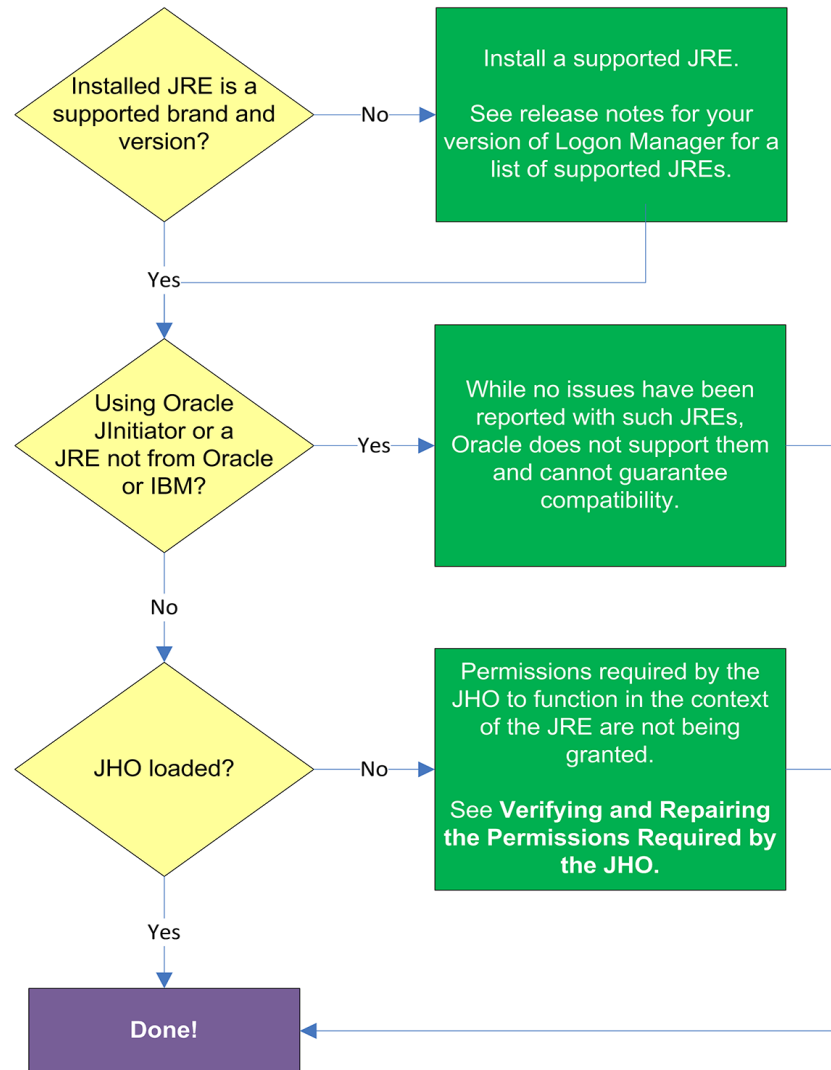 Installed JRE is a
supported brand and
version?
No
Install a supported JRE.
See release notes for your
version of Logon Manager for a
list of supported JREs.
Yes
Using Oracle
JInitiator or a
JRE not from Oracle
or IBM?
Yes
While no issues have been
reported with such JREs,
Oracle does not support them
and cannot guarantee
compatibility.
No
JHO loaded?
No
Permissions required by the
JHO to function in the context
of the JRE are not being
granted.
See Verifying and Repairing
the Permissions Required by
the JHO.
Yes
Done!